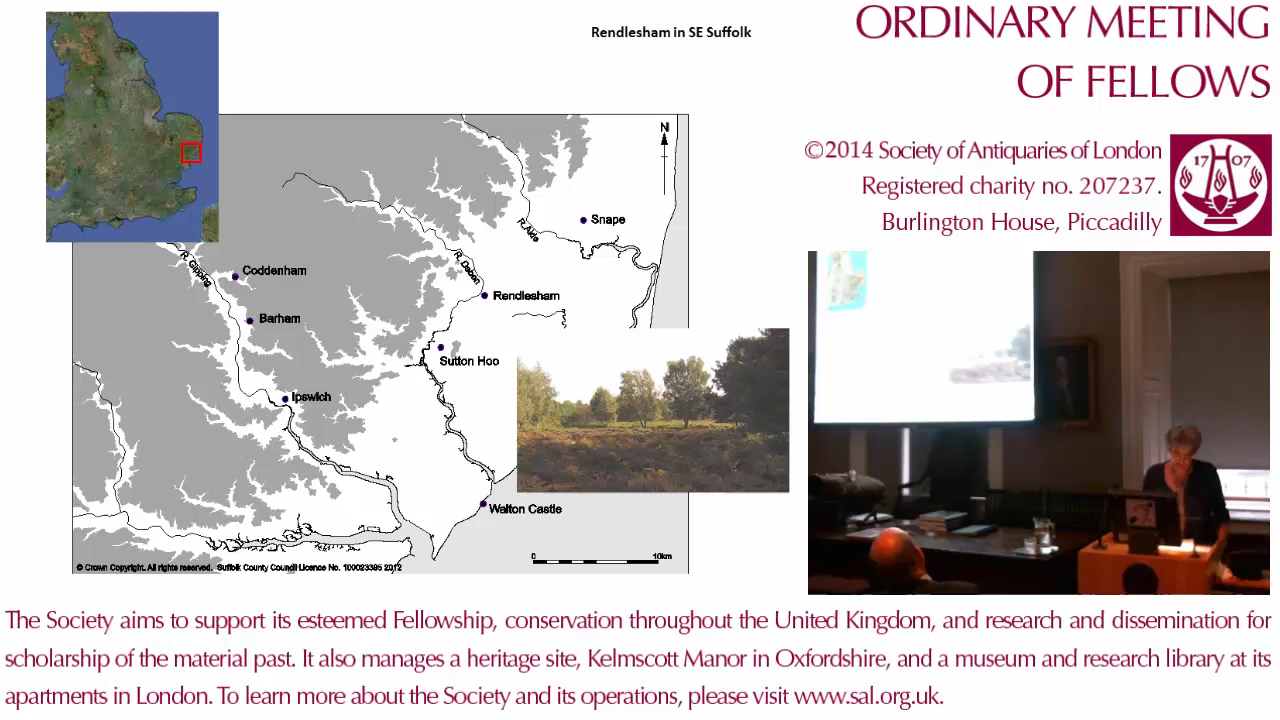 Rendlesham in SE Suffolk
ORDINARY MEETING
OF FELLOWS
©2014 Society of Antiquaries of London
Registered charity no. 207237.
Burlington House, Piccadilly
17 07
N
Snape
R. Alde
R. Deben
R. Gipping
Coddenham
Rendlesham
Barham
Sutton Hoo
Ipswich
Walton Castle
0 10km
© Crown Copyright. All rights reserved. Suffolk County Council Licence No. 100023395 2012
The Society aims to support its esteemed Fellowship, conservation throughout the United Kingdom, and research and dissemination for
scholarship of the material past. It also manages a heritage site, Kelmscott Manor in Oxfordshire, and a museum and research library at its
apartments in London. To learn more about the Society and its operations, please visit www.sal.org.uk.